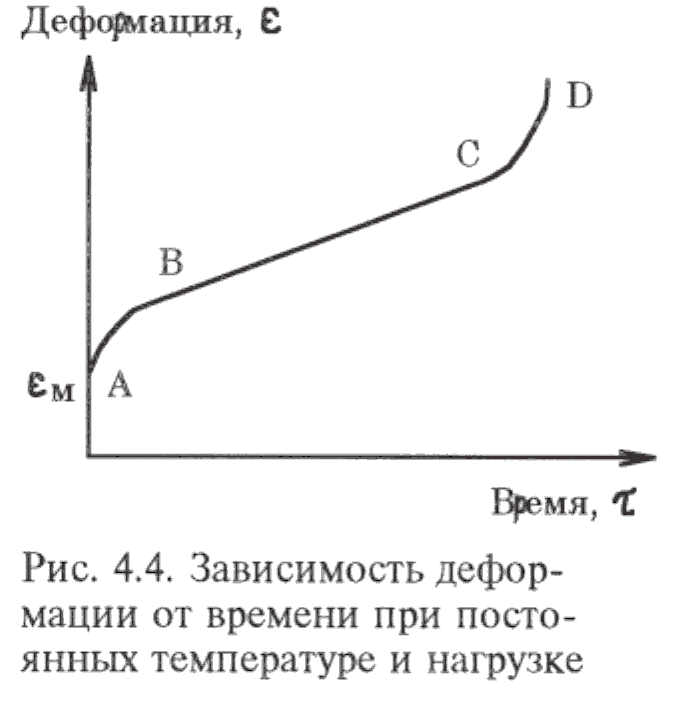 Деформация, ε
D
C
B
εм A
Время, τ
Рис. 4.4. Зависимость дефор-
мации от времени при посто-
янных температуре и нагрузке